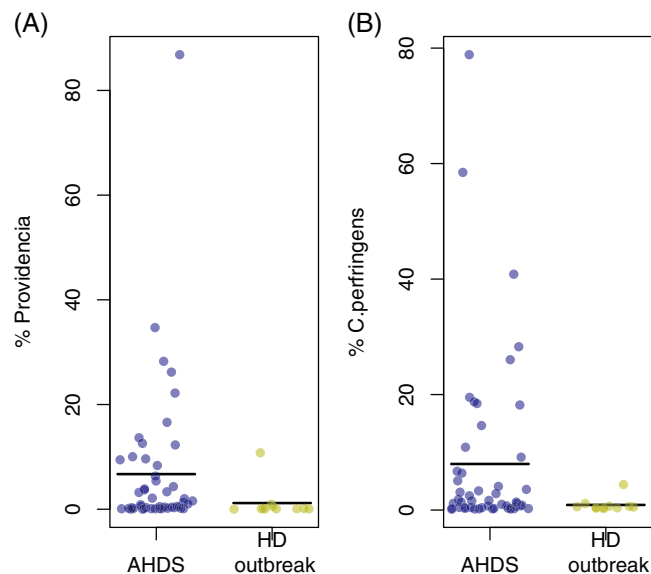 (A)
% Providencia
0
20
40
60
80
AHDS
HD
outbreak
(B)
% C.perfringens
0
20
40
60
80
AHDS
HD
outbreak